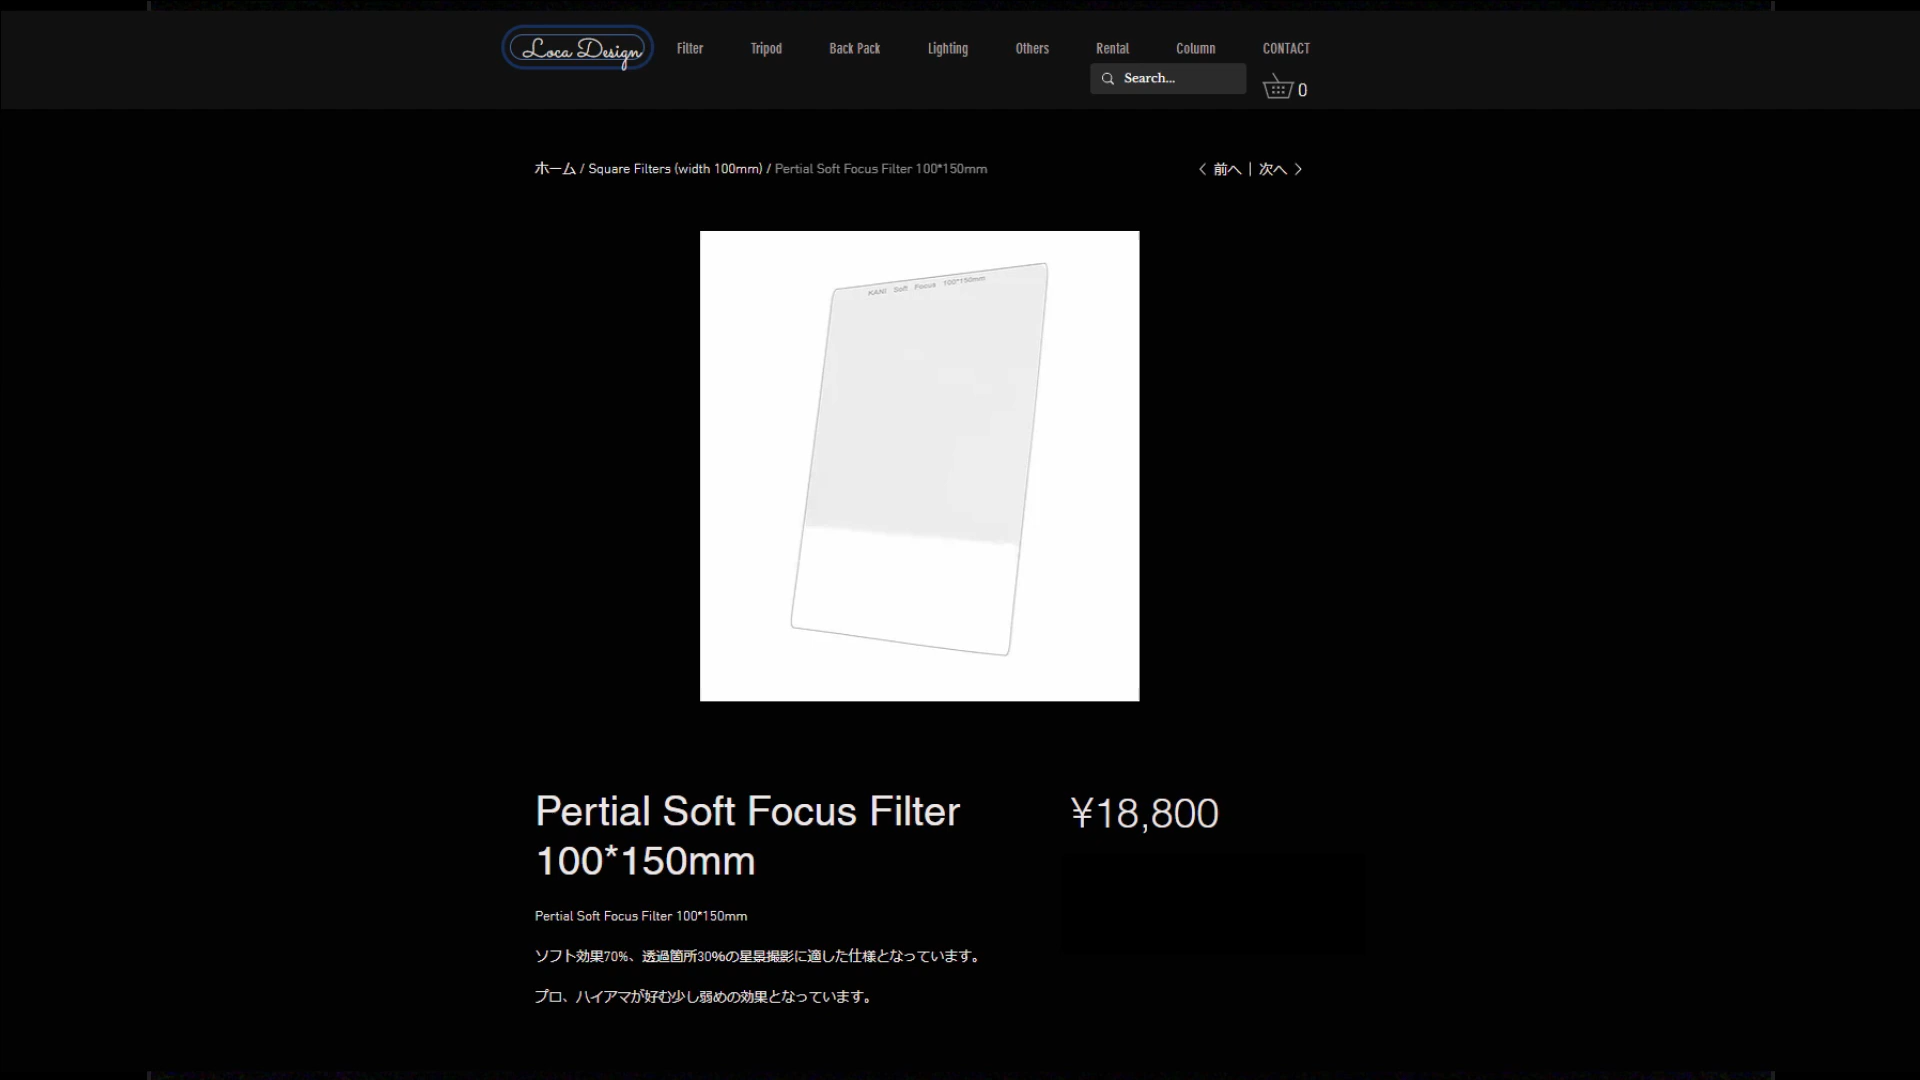 Loca Design
Filter
Tripod
Back Pack
Lighting
Others
Rental
Column
CONTACT
Search...
0
ホーム / Square Filters (width 100mm) / Pertial Soft Focus Filter 100*150mm
前へ | 次へ
KANI Soft Focus 100*150mm
Pertial Soft Focus Filter
100*150mm
¥18,800
Pertial Soft Focus Filter 100*150mm
ソフト効果70%、透過箇所30%の星景撮影に適した仕様となっています。
プロ、ハイアマが好む少し弱めの効果となっています。